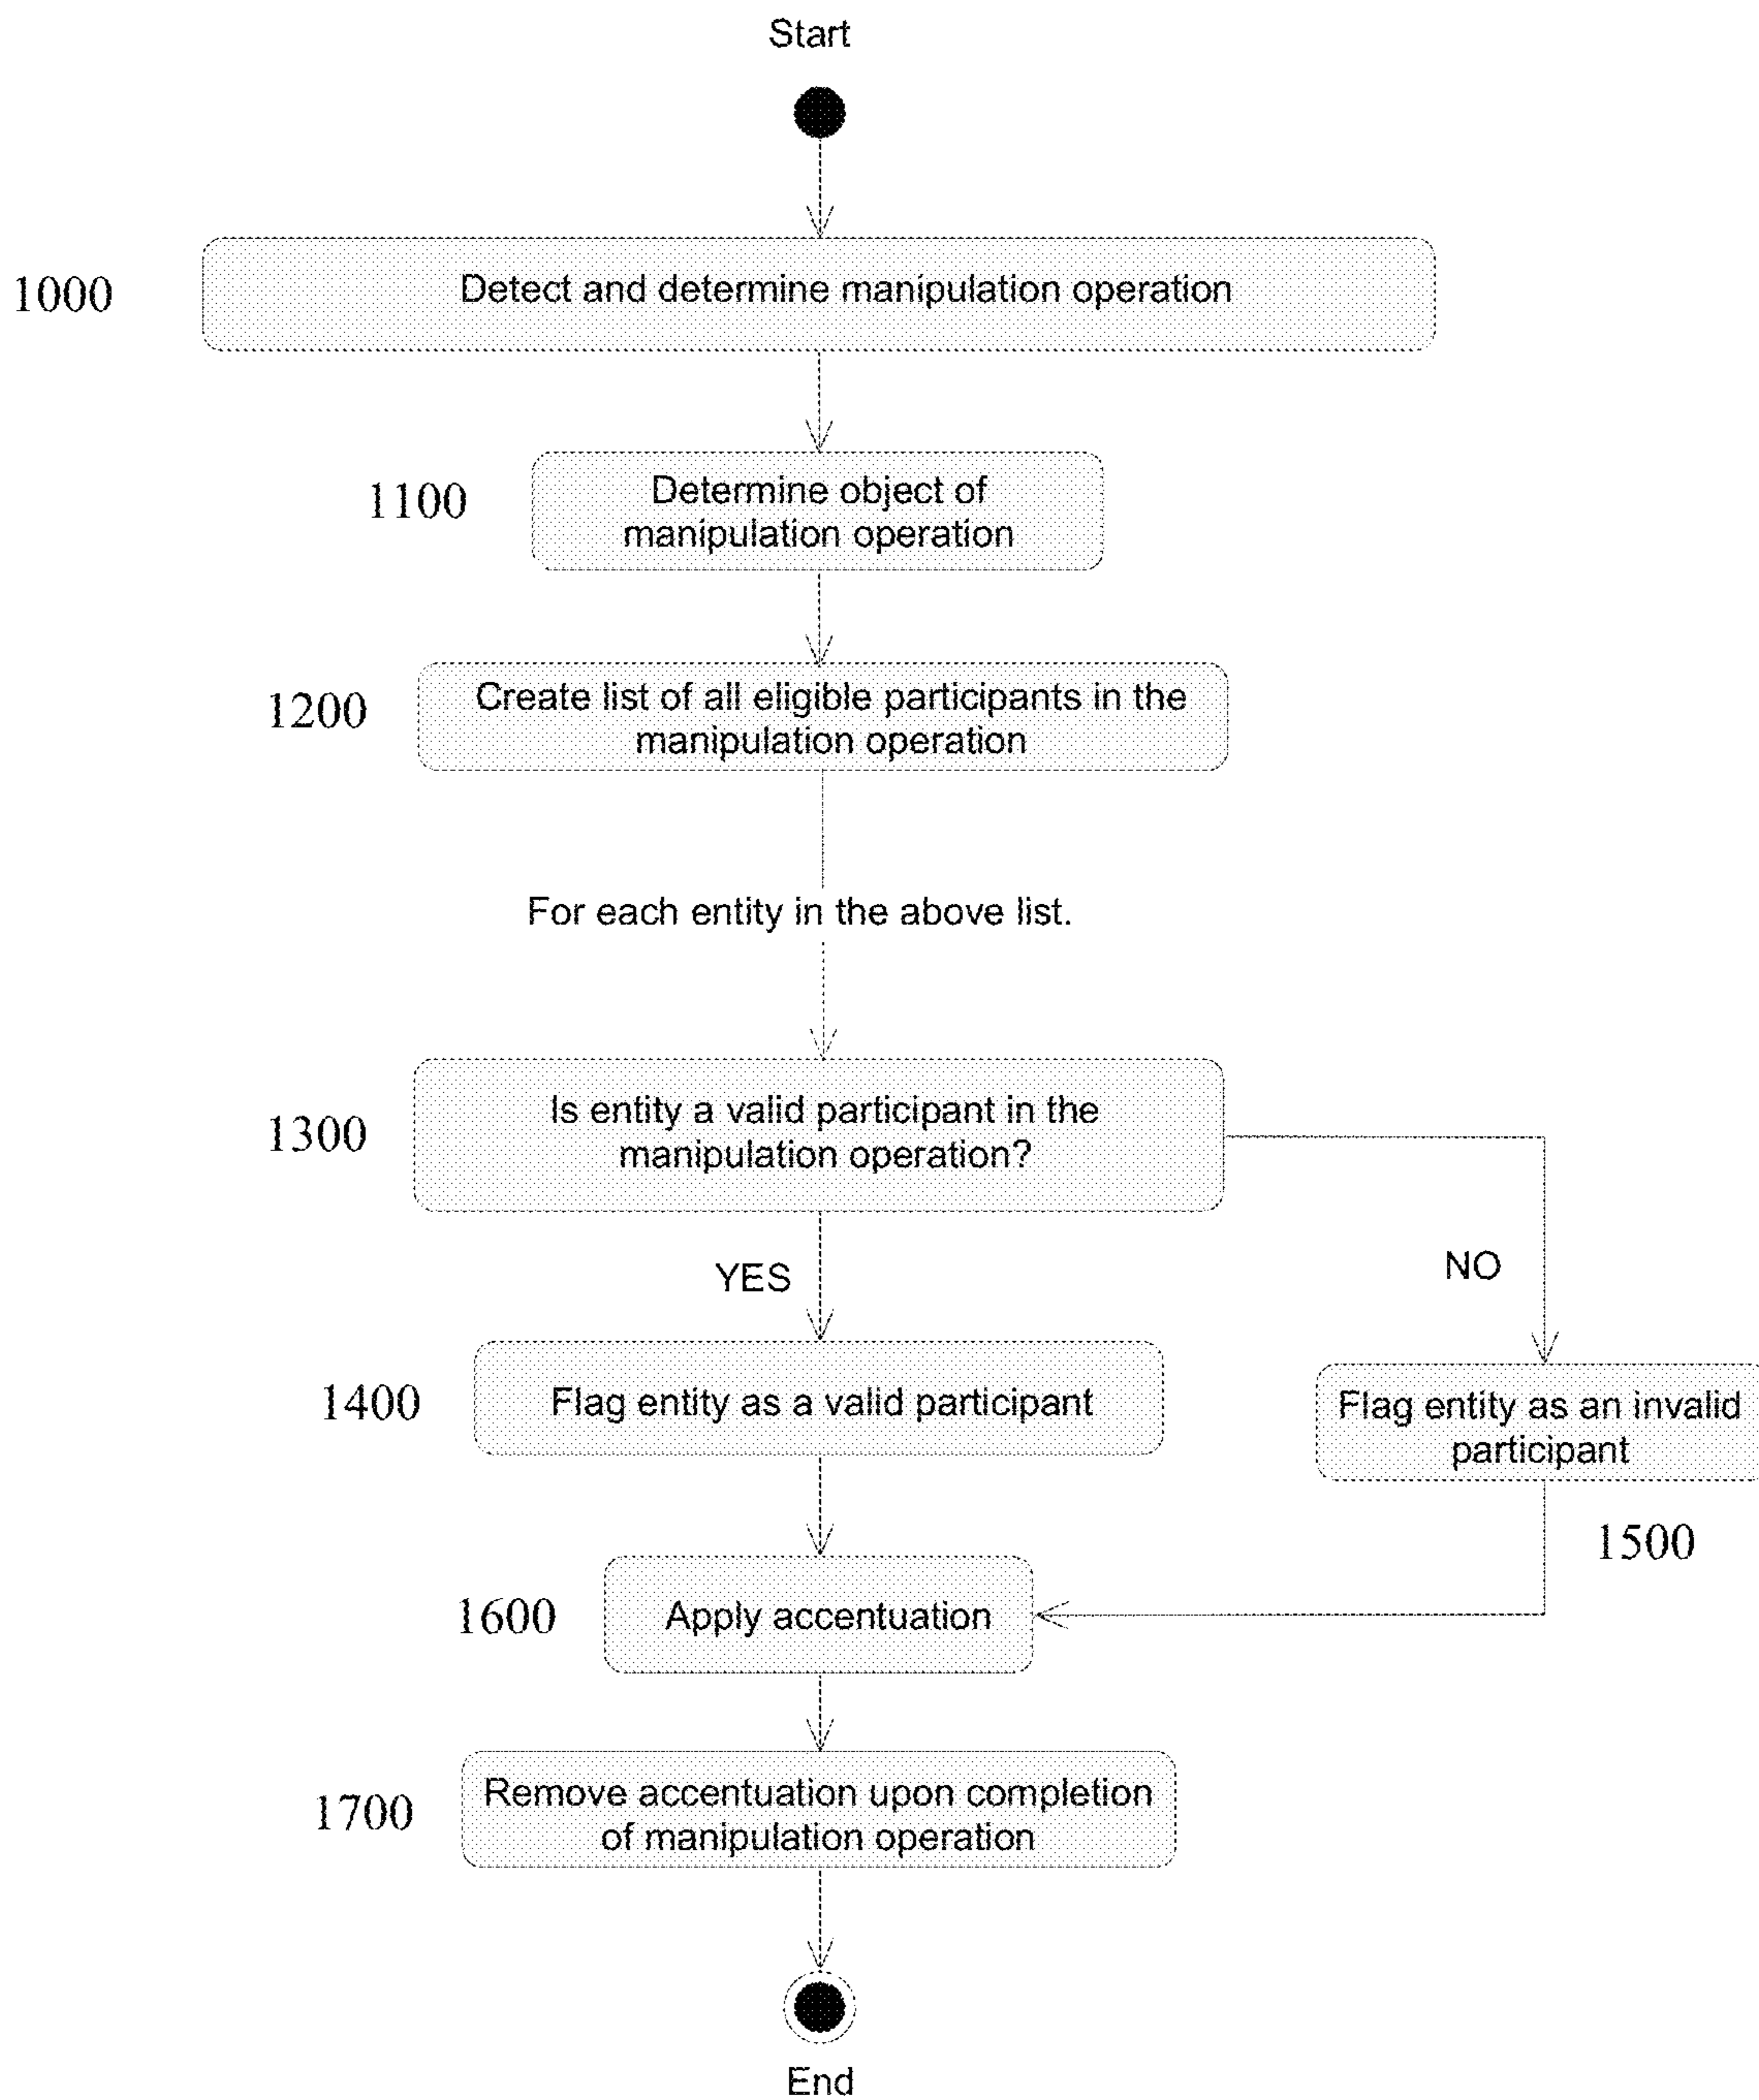 Start
1000
Detect and determine manipulation operation
1100
Determine object of
manipulation operation
1200
Create list of all eligible participants in the
manipulation operation
For each entity in the above list.
1300
Is entity a valid participant in the
manipulation operation?
YES
NO
1400
Flag entity as a valid participant
Flag entity as an invalid
participant
1500
1600
Apply accentuation
1700
Remove accentuation upon completion
of manipulation operation
End